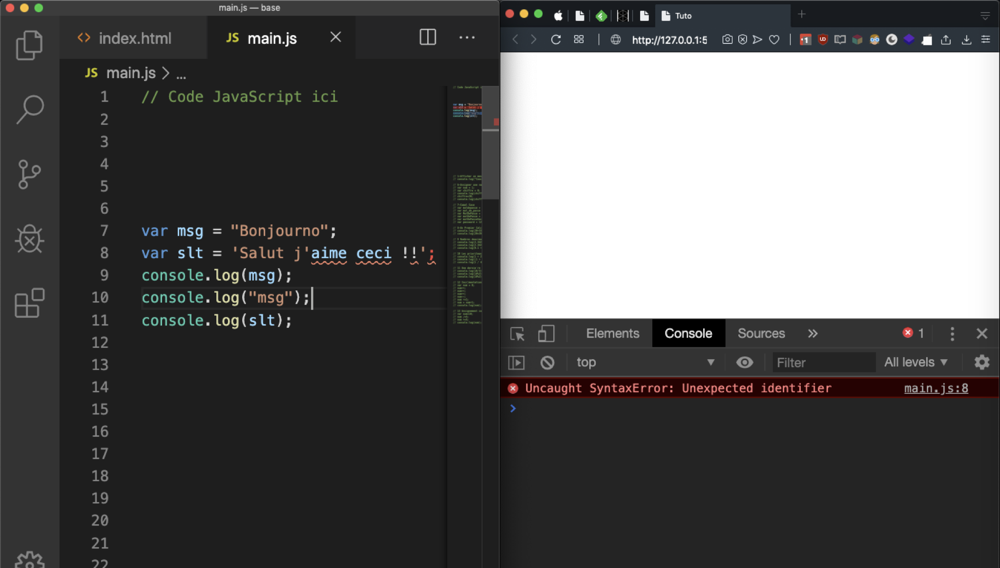 main.js — base
<> index.html
JS main.js
JS main.js > ...
1 // Code JavaScript ici
2
3
4
5
6
7 var msg = "Bonjourno";
8 var slt = 'Salut j'aime ceci !!';
9 console.log(msg);
10 console.log("msg");
11 console.log(slt);
12
13
14
15
16
17
18
19
20
21
22
Tuto
http://127.0.0.1:5
Elements Console Sources » 1
top Filter All levels
Uncaught SyntaxError: Unexpected identifier main.js:8